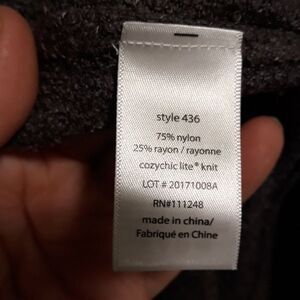 style 436
75% nylon
25% rayon / rayonne
cozychic lite® knit
LOT # 20171008A
RN#111248
made in china/
Fabriqué en Chine